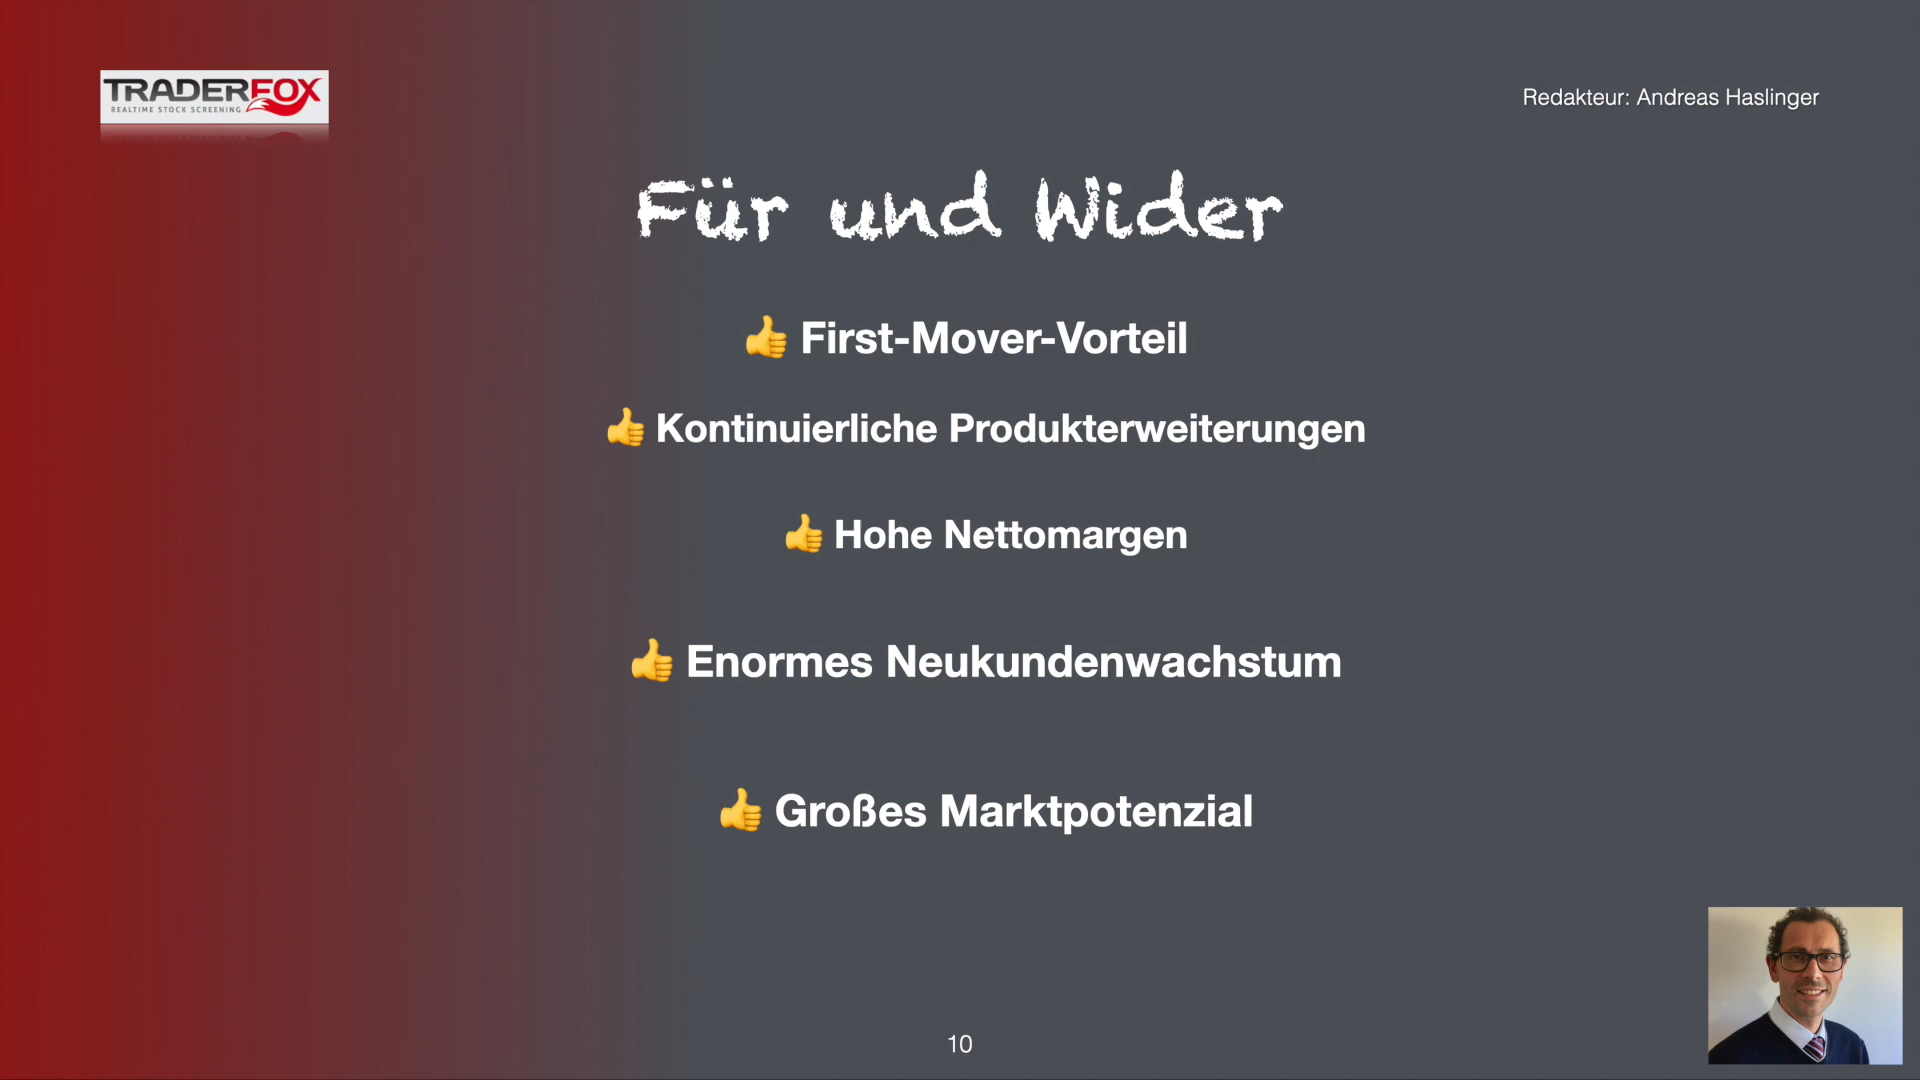 TRADERFOX
REALTIME STOCK SCREENING
Redakteur: Andreas Haslinger
Für und Wider
👍 First-Mover-Vorteil
👍 Kontinuierliche Produkterweiterungen
👍 Hohe Nettomargen
👍 Enormes Neukundenwachstum
👍 Großes Marktpotenzial
10